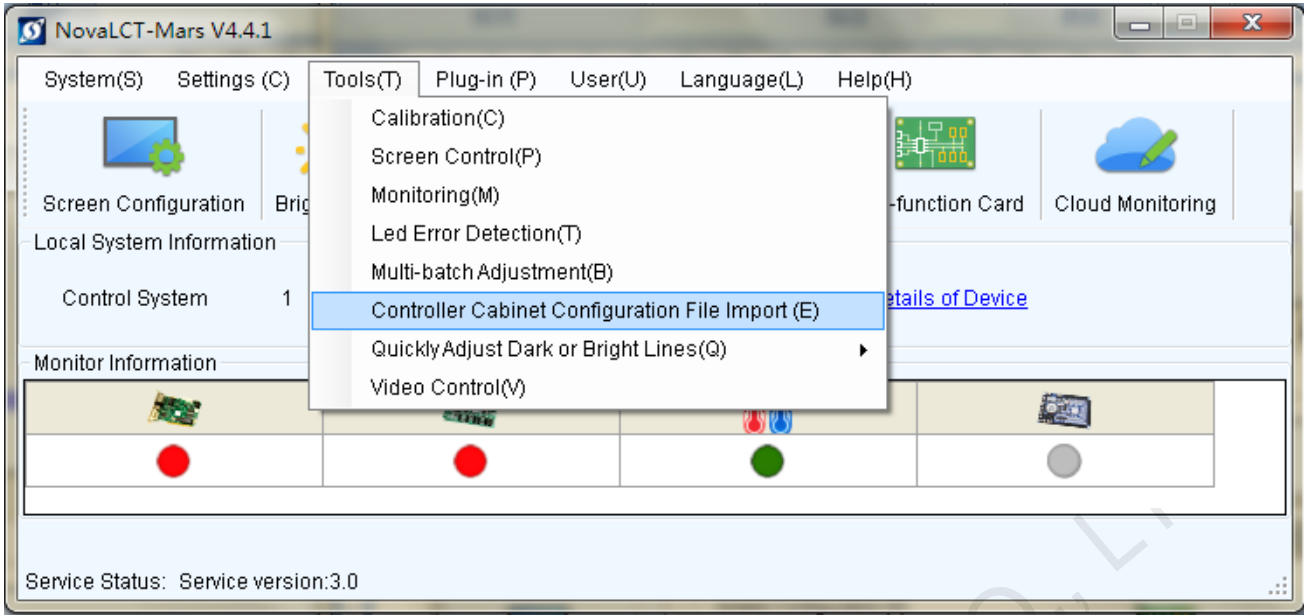 NovaLCT-Mars V4.4.1
System(S) Settings (C) Tools(T) Plug-in (P) User(U) Language(L) Help(H)
Calibration(C)
Screen Control(P)
Monitoring(M)
Led Error Detection(T)
Multi-batch Adjustment(B)
Controller Cabinet Configuration File Import (E)
Quickly Adjust Dark or Bright Lines(Q)
Video Control(V)
Screen Configuration Brig -function Card Cloud Monitoring
Local System Information
Control System 1 etails of Device
Monitor Information
Service Status: Service version:3.0